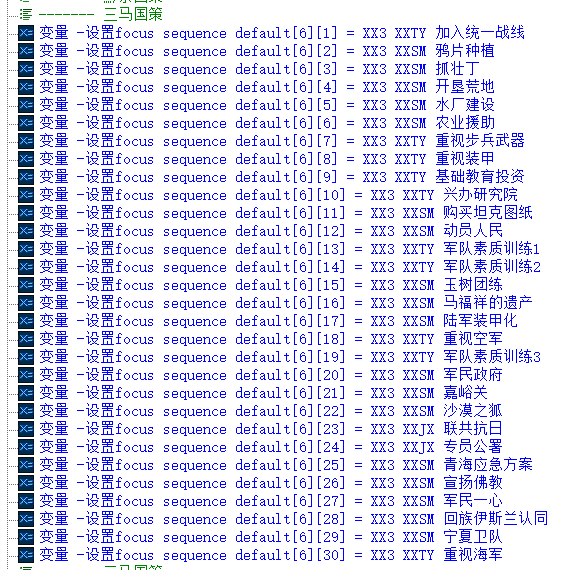 ------- 三马国策
变量 -设置focus sequence default[6][1] = XX3 XXTY 加入统一战线
变量 -设置focus sequence default[6][2] = XX3 XXSM 鸦片种植
变量 -设置focus sequence default[6][3] = XX3 XXSM 抓壮丁
变量 -设置focus sequence default[6][4] = XX3 XXSM 开垦荒地
变量 -设置focus sequence default[6][5] = XX3 XXSM 水厂建设
变量 -设置focus sequence default[6][6] = XX3 XXSM 农业援助
变量 -设置focus sequence default[6][7] = XX3 XXTY 重视步兵武器
变量 -设置focus sequence default[6][8] = XX3 XXTY 重视装甲
变量 -设置focus sequence default[6][9] = XX3 XXTY 基础教育投资
变量 -设置focus sequence default[6][10] = XX3 XXTY 兴办研究院
变量 -设置focus sequence default[6][11] = XX3 XXSM 购买坦克图纸
变量 -设置focus sequence default[6][12] = XX3 XXSM 动员人民
变量 -设置focus sequence default[6][13] = XX3 XXTY 军队素质训练1
变量 -设置focus sequence default[6][14] = XX3 XXTY 军队素质训练2
变量 -设置focus sequence default[6][15] = XX3 XXSM 玉树团练
变量 -设置focus sequence default[6][16] = XX3 XXSM 马福祥的遗产
变量 -设置focus sequence default[6][17] = XX3 XXSM 陆军装甲化
变量 -设置focus sequence default[6][18] = XX3 XXTY 重视空军
变量 -设置focus sequence default[6][19] = XX3 XXTY 军队素质训练3
变量 -设置focus sequence default[6][20] = XX3 XXSM 军民政府
变量 -设置focus sequence default[6][21] = XX3 XXSM 嘉峪关
变量 -设置focus sequence default[6][22] = XX3 XXSM 沙漠之狐
变量 -设置focus sequence default[6][23] = XX3 XXJX 联共抗日
变量 -设置focus sequence default[6][24] = XX3 XXJX 专员公署
变量 -设置focus sequence default[6][25] = XX3 XXSM 青海应急方案
变量 -设置focus sequence default[6][26] = XX3 XXSM 宣扬佛教
变量 -设置focus sequence default[6][27] = XX3 XXSM 军民一心
变量 -设置focus sequence default[6][28] = XX3 XXSM 回族伊斯兰认同
变量 -设置focus sequence default[6][29] = XX3 XXSM 宁夏卫队
变量 -设置focus sequence default[6][30] = XX3 XXTY 重视海军